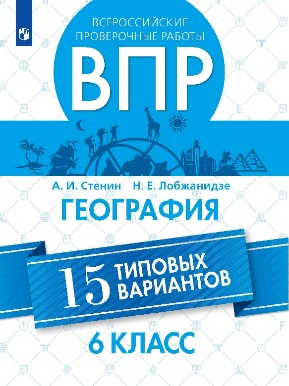 ВСЕРОССИЙСКИЕ
ПРОВЕРОЧНЫЕ РАБОТЫ
ВПР
А. И. Стенин Н. Е. Лобжанидзе
ГЕОГРАФИЯ
15 ТИПОВЫХ
ВАРИАНТОВ
6 КЛАСС